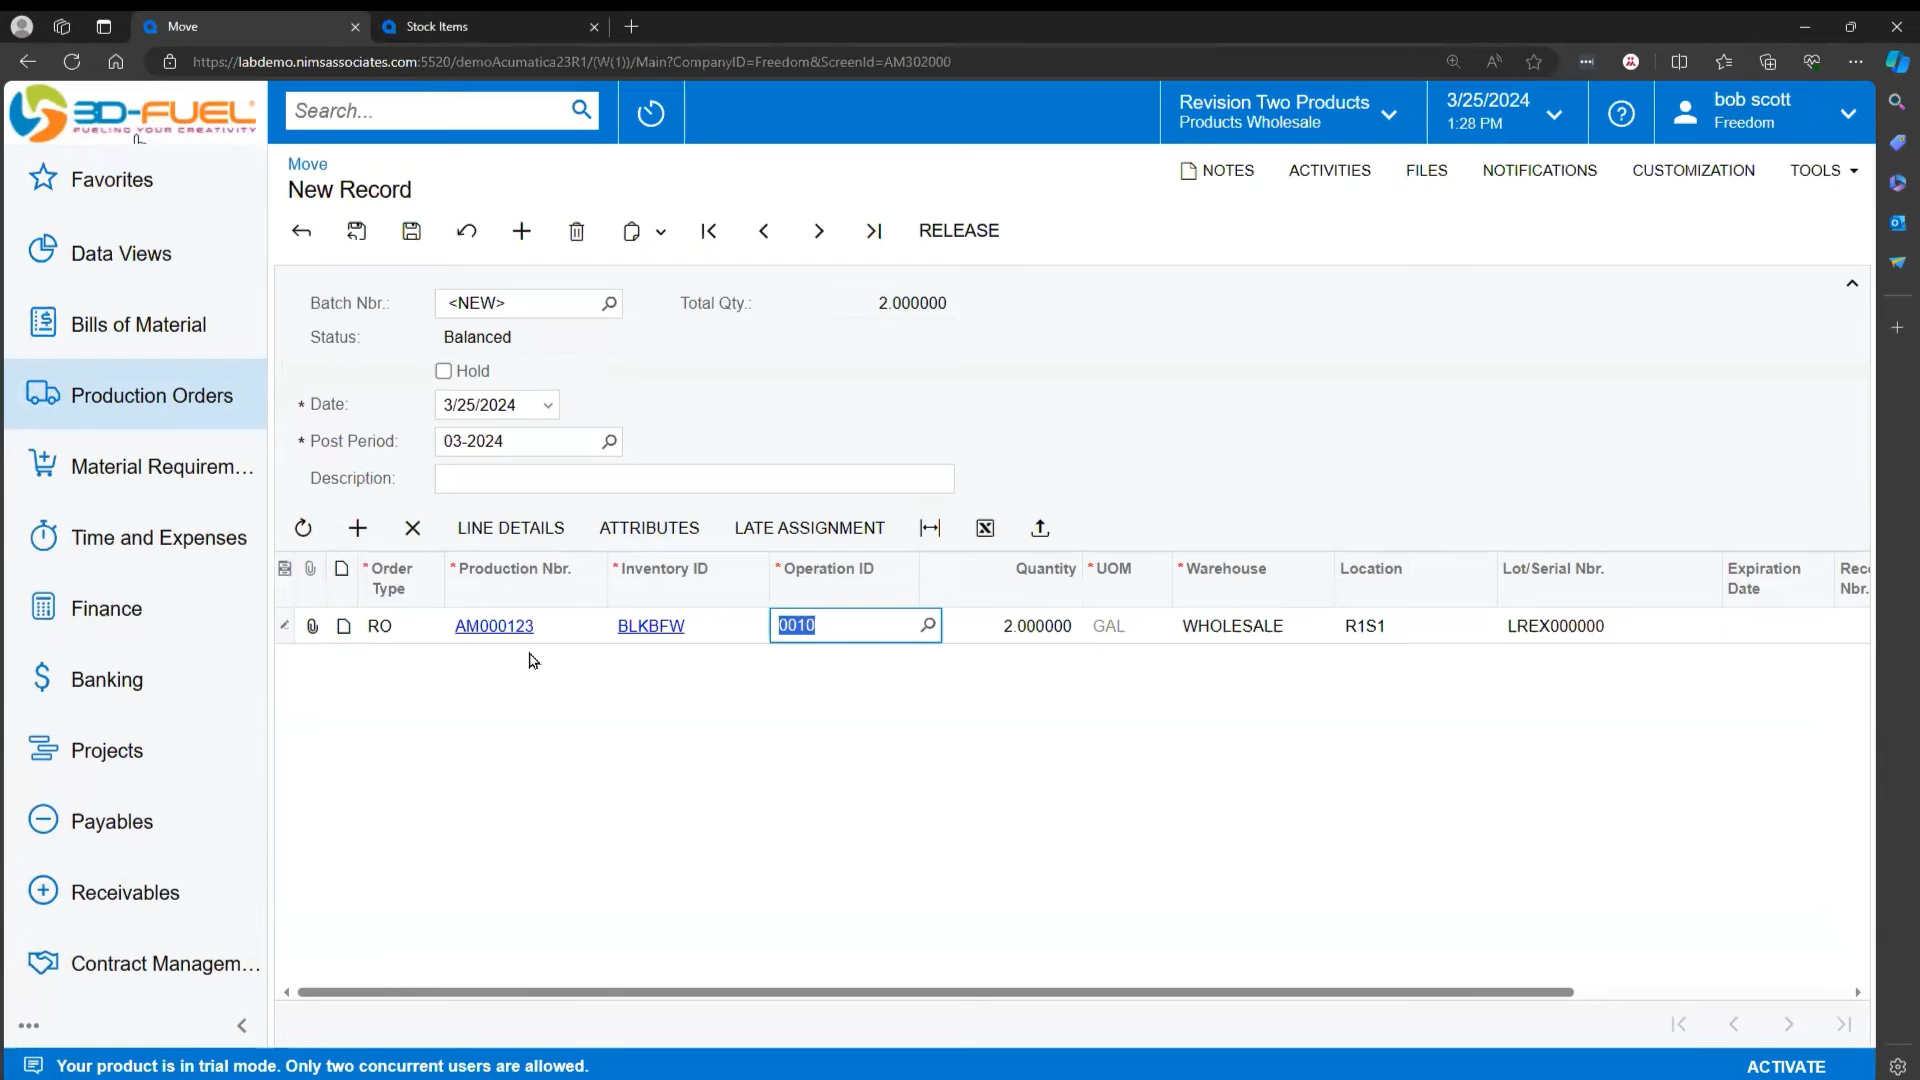 Move
Stock Items
https://labdemo.nimsassociates.com:5520/demoAcumatica23R1/(W(1))/Main?CompanyID=Freedom&ScreenId=AM302000
3D-FUEL
FUELING YOUR CREATIVITY
Search...
Revision Two Products
Products Wholesale
3/25/2024
1:28 PM
bob scott
Freedom
Favorites
Data Views
Bills of Material
Production Orders
Material Requirem...
Time and Expenses
Finance
Banking
Projects
Payables
Receivables
Contract Managem...
Move
New Record
NOTES ACTIVITIES FILES NOTIFICATIONS CUSTOMIZATION TOOLS
RELEASE
Batch Nbr.: <NEW> Total Qty.: 2.000000
Status: Balanced
Hold
* Date: 3/25/2024
* Post Period: 03-2024
Description:
LINE DETAILS ATTRIBUTES LATE ASSIGNMENT
* Order Type * Production Nbr. * Inventory ID * Operation ID Quantity * UOM * Warehouse Location Lot/Serial Nbr. Expiration Date Rece Nbr.
RO AM000123 BLKBFW 0010 2.000000 GAL WHOLESALE R1S1 LREX000000
Your product is in trial mode. Only two concurrent users are allowed. ACTIVATE